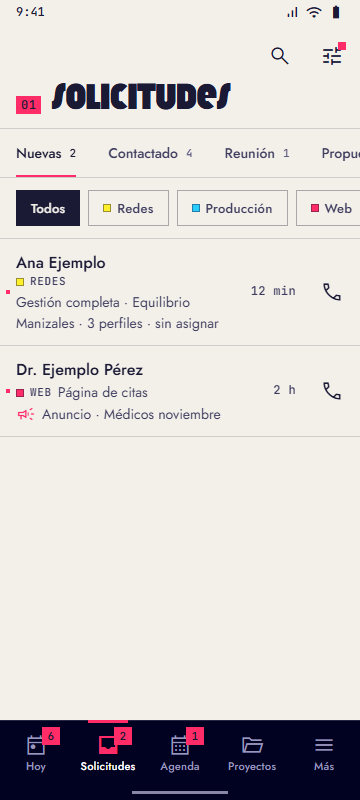 9:41
01 SOLICITUDES
Nuevas 2 Contactado 4 Reunión 1 Propu
Todos Redes Producción Web
Ana Ejemplo
REDES
Gestión completa · Equilibrio
12 min
Manizales · 3 perfiles · sin asignar
Dr. Ejemplo Pérez
WEB Página de citas
2 h
Anuncio · Médicos noviembre
6 2 1
Hoy Solicitudes Agenda Proyectos Más